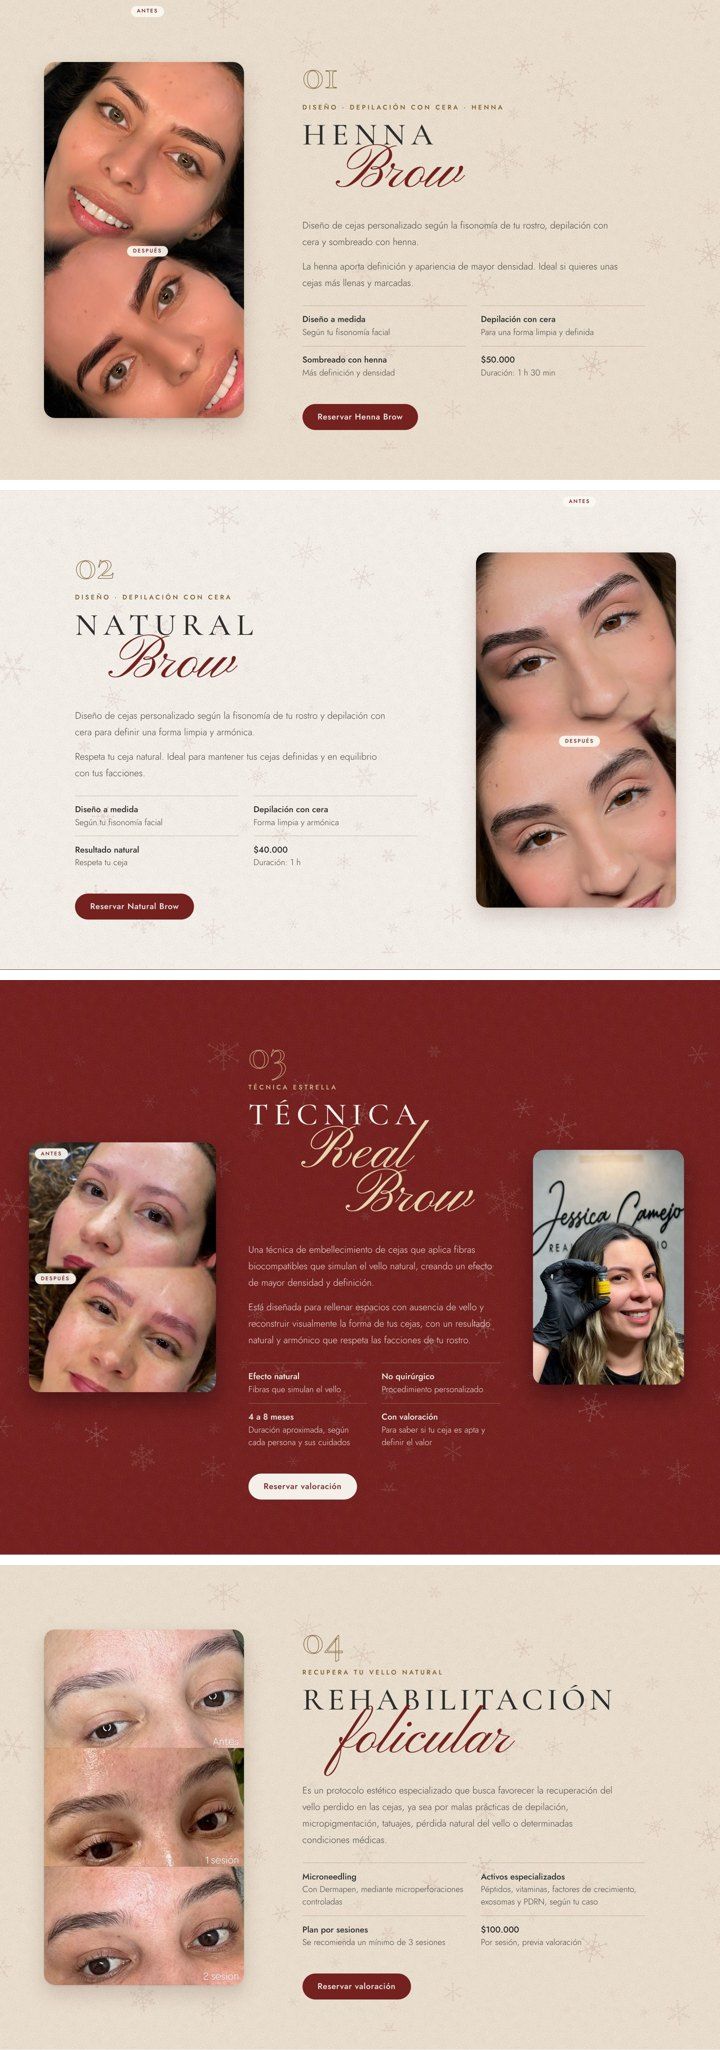 ANTES
DESPUÉS
01
DISEÑO · DEPILACIÓN CON CERA · HENNA
HENNA
Brow
Diseño de cejas personalizado según la fisonomía de tu rostro, depilación con
cera y sombreado con henna.
La henna aporta definición y apariencia de mayor densidad. Ideal si quieres unas
cejas más llenas y marcadas.
Diseño a medida
Según tu fisonomía facial
Depilación con cera
Para una forma limpia y definida
Sombreado con henna
Más definición y densidad
$50.000
Duración: 1 h 30 min
Reservar Henna Brow
02
DISEÑO · DEPILACIÓN CON CERA
NATURAL
Brow
Diseño de cejas personalizado según la fisonomía de tu rostro y depilación con
cera para definir una forma limpia y armónica.
Respeta tu ceja natural. Ideal para mantener tus cejas definidas y en equilibrio
con tus facciones.
Diseño a medida
Según tu fisonomía facial
Depilación con cera
Forma limpia y armónica
Resultado natural
Respeta tu ceja
$40.000
Duración: 1 h
Reservar Natural Brow
ANTES
DESPUÉS
ANTES
DESPUÉS
03
TÉCNICA ESTRELLA
TÉCNICA
Real
Brow
Una técnica de embellecimiento de cejas que aplica fibras
biocompatibles que simulan el vello natural, creando un efecto
de mayor densidad y definición.
Está diseñada para rellenar espacios con ausencia de vello y
reconstruir visualmente la forma de tus cejas, con un resultado
natural y armónico que respeta las facciones de tu rostro.
Efecto natural
Fibras que simulan el vello
No quirúrgico
Procedimiento personalizado
4 a 8 meses
Duración aproximada, según
cada persona y sus cuidados
Con valoración
Para saber si tu ceja es apta y
definir el valor
Reservar valoración
Jessica Camejo
04
RECUPERA TU VELLO NATURAL
REHABILITACIÓN
folicular
Es un protocolo estético especializado que busca favorecer la recuperación del
vello perdido en las cejas, ya sea por malas prácticas de depilación,
micropigmentación, tatuajes, pérdida natural del vello o determinadas
condiciones médicas.
Microneedling
Con Dermapen, mediante microperforaciones
controladas
Activos especializados
Péptidos, vitaminas, factores de crecimiento,
exosomas y PDRN, según tu caso
Plan por sesiones
Se recomienda un mínimo de 3 sesiones
$100.000
Por sesión, previa valoración
Reservar valoración
Antes
1 sesión
2 sesión